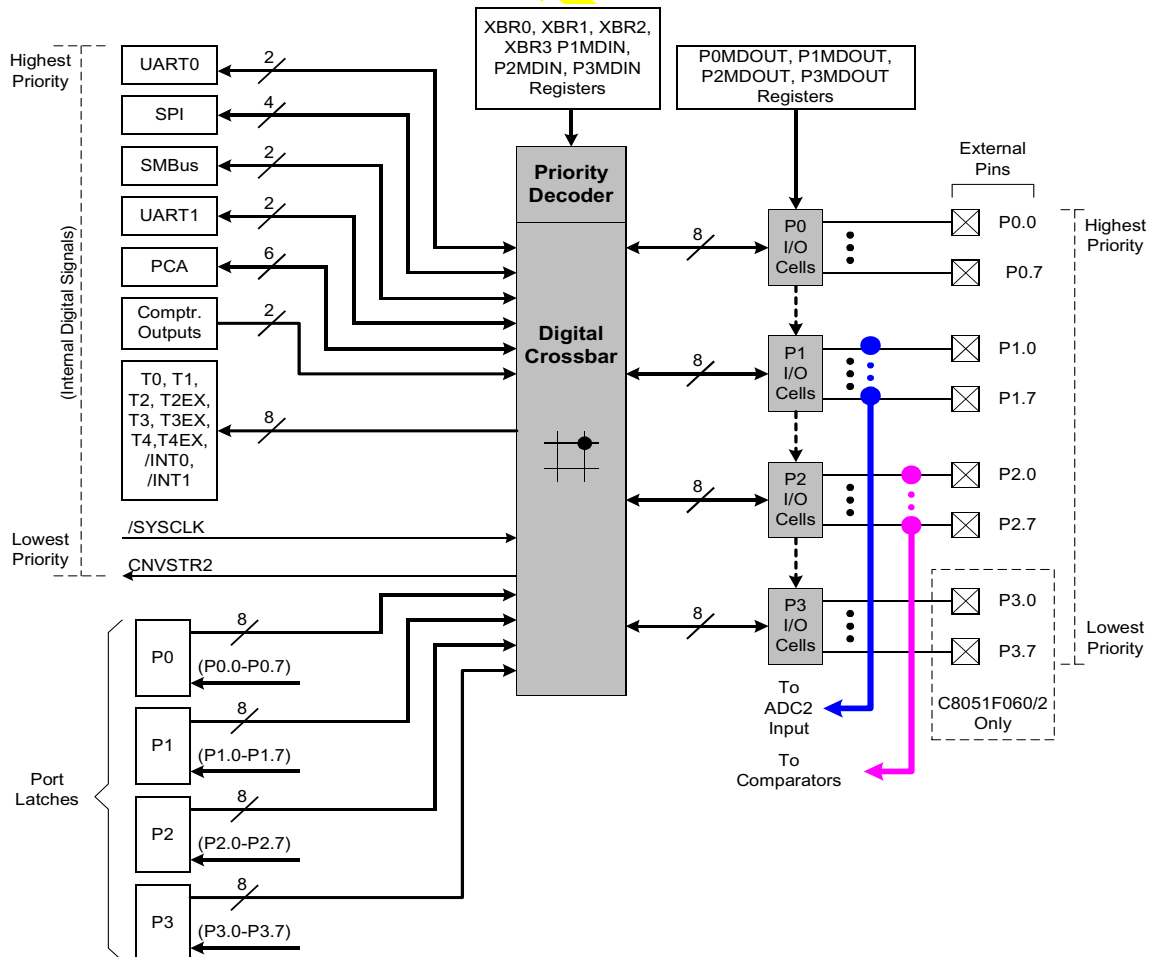 XBR0, XBR1, XBR2,
XBR3 P1MDIN,
P2MDIN, P3MDIN
Registers
P0MDOUT, P1MDOUT,
P2MDOUT, P3MDOUT
Registers
Highest
Priority
(Internal Digital Signals)
Lowest
Priority
UART0
2
SPI
4
SMBus
2
UART1
2
PCA
6
Comptr.
Outputs
2
T0, T1,
T2, T2EX,
T3, T3EX,
T4,T4EX,
/INT0,
/INT1
8
/SYSCLK
CNVSTR2
Priority
Decoder
Digital
Crossbar
External
Pins
Highest
Priority
Lowest
Priority
8
P0
I/O
Cells
P0.0
P0.7
8
P1
I/O
Cells
P1.0
P1.7
8
P2
I/O
Cells
P2.0
P2.7
8
P3
I/O
Cells
P3.0
P3.7
C8051F060/2
Only
To
ADC2
Input
To
Comparators
Port
Latches
P0
8
(P0.0-P0.7)
P1
8
(P1.0-P1.7)
P2
8
(P2.0-P2.7)
P3
8
(P3.0-P3.7)